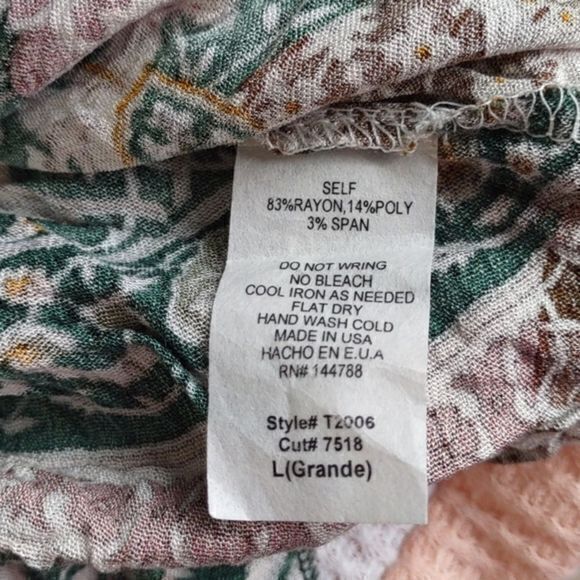 SELF
83%RAYON,14%POLY
3% SPAN
DO NOT WRING
NO BLEACH
COOL IRON AS NEEDED
FLAT DRY
HAND WASH COLD
MADE IN USA
HACHO EN E.U.A
RN# 144788
Style# T2006
Cut# 7518
L(Grande)